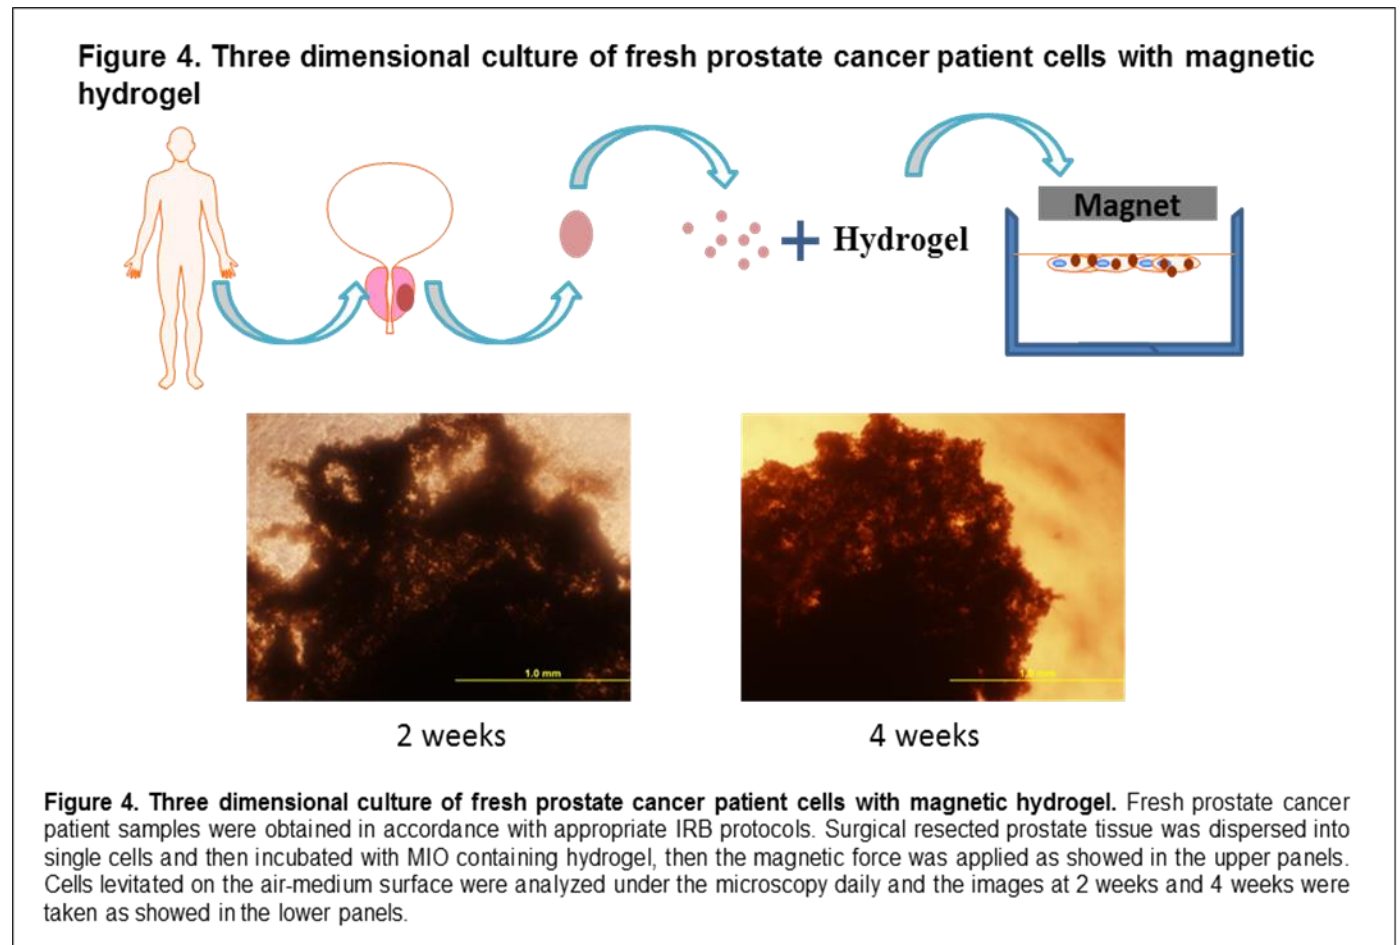 Figure 4. Three dimensional culture of fresh prostate cancer patient cells with magnetic
hydrogel
Magnet
Hydrogel
1.0 mm
2 weeks
4 weeks
Figure 4. Three dimensional culture of fresh prostate cancer patient cells with magnetic hydrogel. Fresh prostate cancer
patient samples were obtained in accordance with appropriate IRB protocols. Surgical resected prostate tissue was dispersed into
single cells and then incubated with MIO containing hydrogel, then the magnetic force was applied as showed in the upper panels.
Cells levitated on the air-medium surface were analyzed under the microscopy daily and the images at 2 weeks and 4 weeks were
taken as showed in the lower panels.